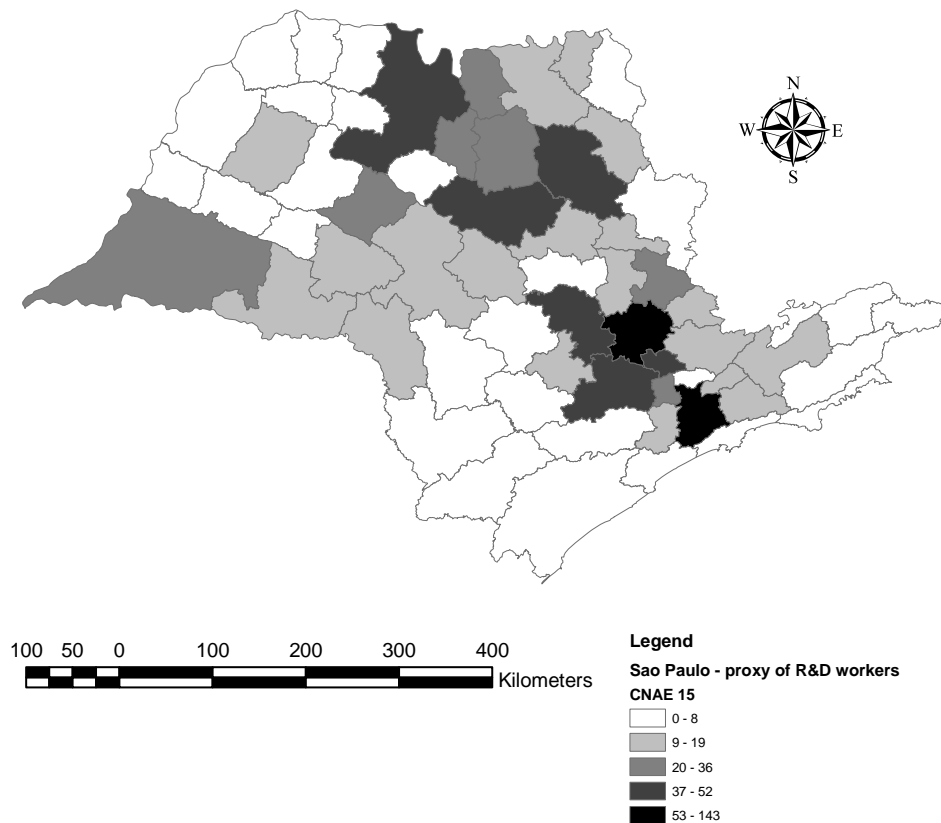 N
W E
S
100 50 0 100 200 300 400
Kilometers
Legend
Sao Paulo - proxy of R&D workers
CNAE 15
0 - 8
9 - 19
20 - 36
37 - 52
53 - 143